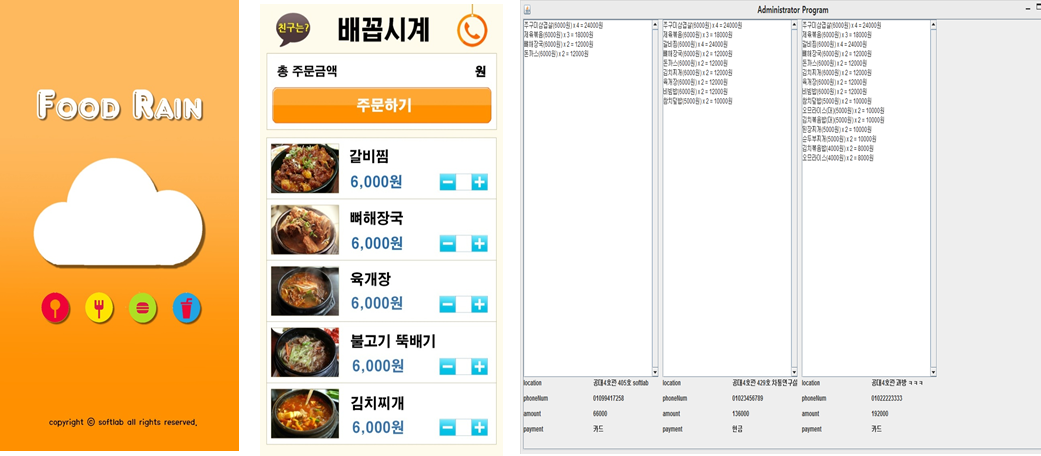 FOOD RAIN
copyright ⓒ softlab all rights reserved.
친구는?
배꼽시계
총 주문금액 원
주문하기
갈비찜
6,000원
뼈해장국
6,000원
육개장
6,000원
불고기 뚝배기
6,000원
김치찌개
6,000원
Administrator Program
쭈구미삼겹살(6000원) x 4 = 24000원
제육볶음(6000원) x 3 = 18000원
뼈해장국(6000원) x 2 = 12000원
돈까스(6000원) x 2 = 12000원
location 공대4호관 405호 softlab
phoneNum 01099417258
amount 66000
payment 카드
쭈구미삼겹살(6000원) x 4 = 24000원
제육볶음(6000원) x 3 = 18000원
갈비찜(6000원) x 4 = 24000원
뼈해장국(6000원) x 2 = 12000원
돈까스(6000원) x 2 = 12000원
김치찌개(6000원) x 2 = 12000원
육개장(6000원) x 2 = 12000원
비빔밥(6000원) x 2 = 12000원
참치덮밥(5000원) x 2 = 10000원
location 공대4호관 429호 차통연구실
phoneNum 01023456789
amount 136000
payment 현금
쭈구미삼겹살(6000원) x 4 = 24000원
제육볶음(6000원) x 3 = 18000원
갈비찜(6000원) x 4 = 24000원
뼈해장국(6000원) x 2 = 12000원
돈까스(6000원) x 2 = 12000원
김치찌개(6000원) x 2 = 12000원
육개장(6000원) x 2 = 12000원
비빔밥(6000원) x 2 = 12000원
참치덮밥(5000원) x 2 = 10000원
오므라이스(대)(5000원) x 2 = 10000원
김치볶음밥(대)(5000원) x 2 = 10000원
된장찌개(5000원) x 2 = 10000원
순두부찌개(5000원) x 2 = 10000원
김치볶음밥(4000원) x 2 = 8000원
오므라이스(4000원) x 2 = 8000원
location 공대4호관 과방 ㅋㅋㅋ
phoneNum 01022223333
amount 192000
payment 카드